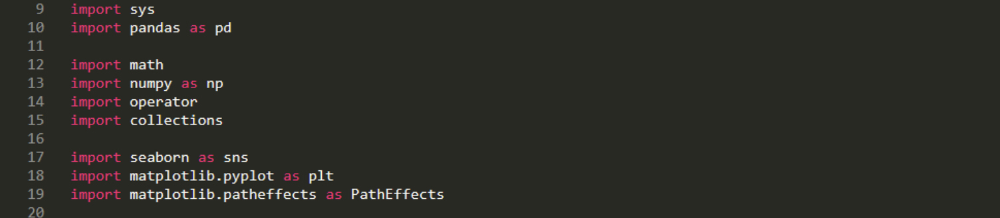 9 import sys
10 import pandas as pd
11
12 import math
13 import numpy as np
14 import operator
15 import collections
16
17 import seaborn as sns
18 import matplotlib.pyplot as plt
19 import matplotlib.patheffects as PathEffects
20